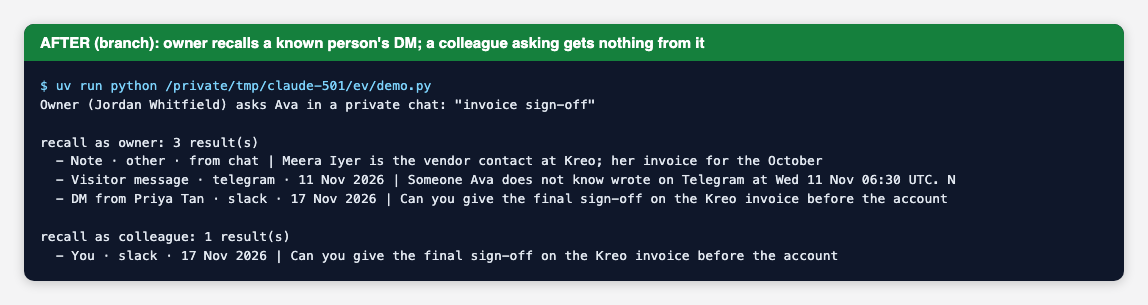 AFTER (branch): owner recalls a known person's DM; a colleague asking gets nothing from it
$ uv run python /private/tmp/claude-501/ev/demo.py
Owner (Jordan Whitfield) asks Ava in a private chat: "invoice sign-off"
recall as owner: 3 result(s)
– Note · other · from chat | Meera Iyer is the vendor contact at Kreo; her invoice for the October
– Visitor message · telegram · 11 Nov 2026 | Someone Ava does not know wrote on Telegram at Wed 11 Nov 06:30 UTC. N
– DM from Priya Tan · slack · 17 Nov 2026 | Can you give the final sign-off on the Kreo invoice before the account
recall as colleague: 1 result(s)
– You · slack · 17 Nov 2026 | Can you give the final sign-off on the Kreo invoice before the account